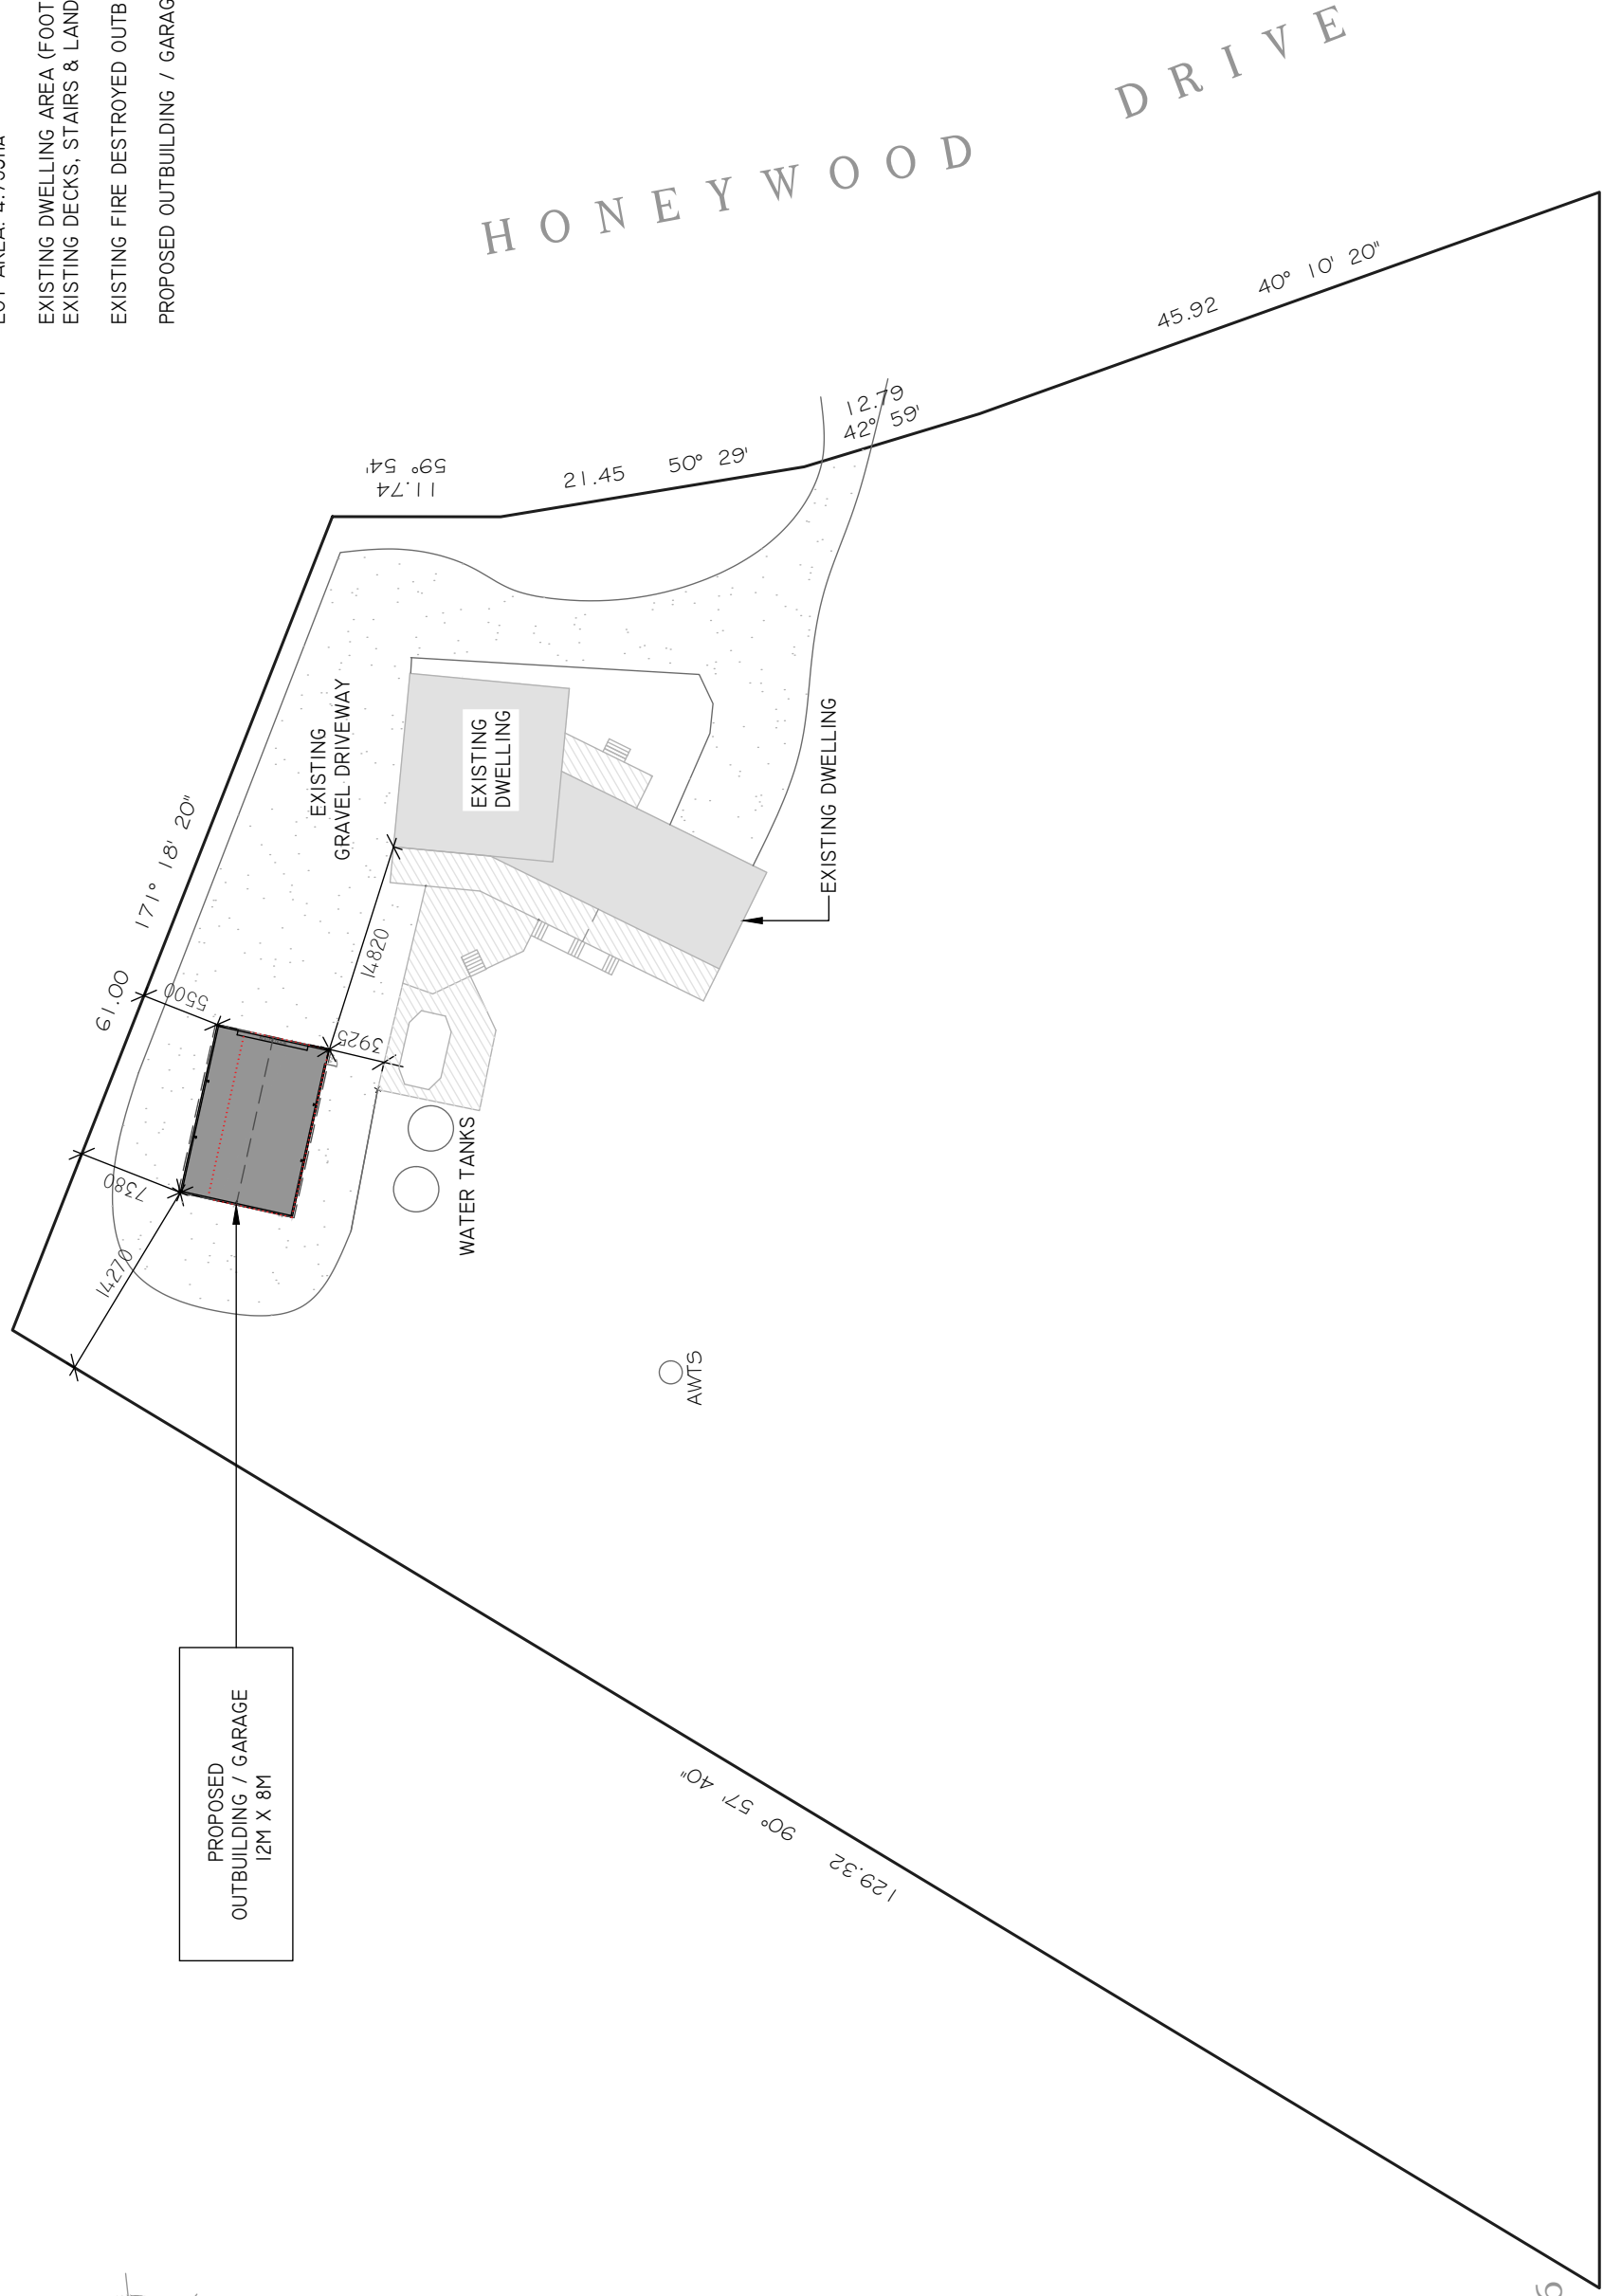 EXISTING DWELLING AREA (FOOT
EXISTING DECKS, STAIRS & LAND
EXISTING FIRE DESTROYED OUTB
PROPOSED OUTBUILDING / GARAG
HONEYWOOD DRIVE
45.92 40° 10' 20"
12.79
42° 59'
21.45 50° 29'
11.74
59° 54'
61.00 171° 18' 20"
EXISTING
GRAVEL DRIVEWAY
EXISTING
DWELLING
EXISTING DWELLING
14820
5500
3925
7380
14270
WATER TANKS
AWTS
PROPOSED
OUTBUILDING / GARAGE
12M X 8M
129.32 90° 57' 40"